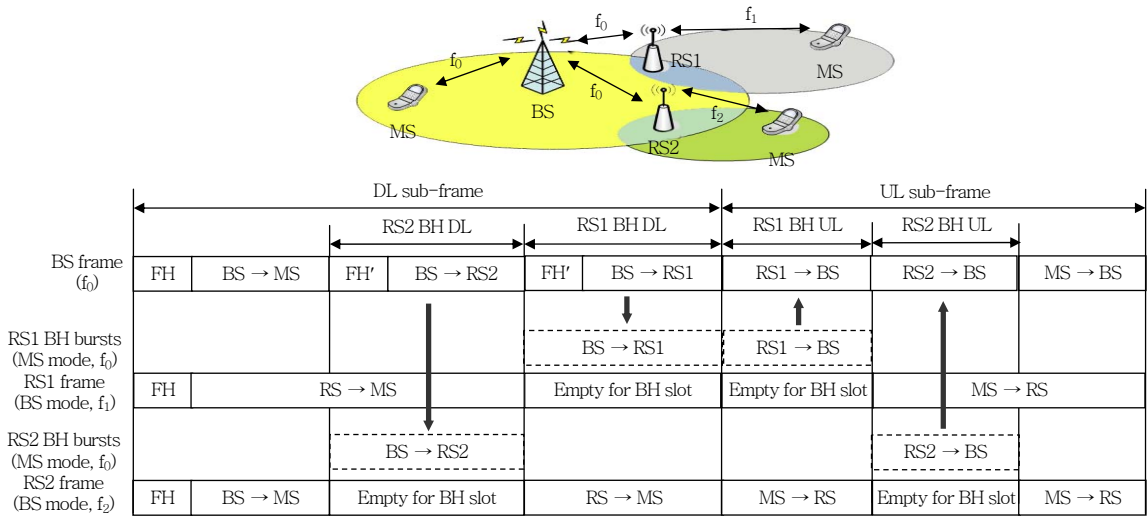 f0
f1
f0
RS1
MS
f0
BS
MS
f2
RS2
MS
DL sub-frame
UL sub-frame
RS2 BH DL
RS1 BH DL
RS1 BH UL
RS2 BH UL
BS frame
(f0)
FH
BS → MS
FH′
BS → RS2
FH′
BS → RS1
RS1 → BS
RS2 → BS
MS → BS
RS1 BH bursts
(MS mode, f0)
BS → RS1
RS1 → BS
RS1 frame
(BS mode, f1)
FH
RS → MS
Empty for BH slot
Empty for BH slot
MS → RS
RS2 BH bursts
(MS mode, f0)
BS → RS2
RS2 → BS
RS2 frame
(BS mode, f2)
FH
BS → MS
Empty for BH slot
RS → MS
MS → RS
Empty for BH slot
MS → RS